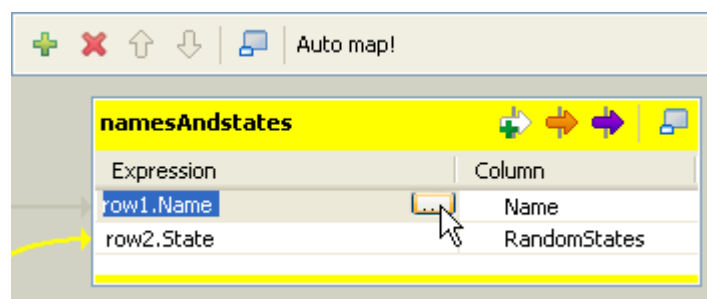 Auto map!
namesAndstates
Expression Column
row1.Name ... Name
row2.State RandomStates